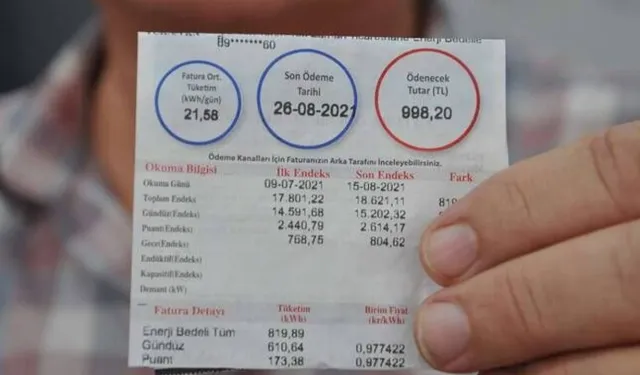 89******60
Fatura Ort.
Tüketim
(kWh/gün)
21,58
Son Ödeme
Tarihi
26-08-2021
Ödenecek
Tutar (TL)
998,20
Ödeme Kanalları İçin Faturanızın Arka Tarafını İnceleyebilirsiniz.
Okuma Bilgisi İlk Endeks Son Endeks Fark
Okuma Günü 09-07-2021 15-08-2021
Toplam Endeks 17.801,22 18.621,11 819
Gündüz(Endeks) 14.591,68 15.202,32
Puant(Endeks) 2.440,79 2.614,17
Gece(Endeks) 768,75 804,62
Endüktif(Endeks)
Kapasitif(Endeks)
Demant (kW)
Fatura Detayı Tüketim (kWh) Birim Fiyat (kr/kWh)
Enerji Bedeli Tüm 819,89
Gündüz 610,64 0,977422
Puant 173,38 0,977422